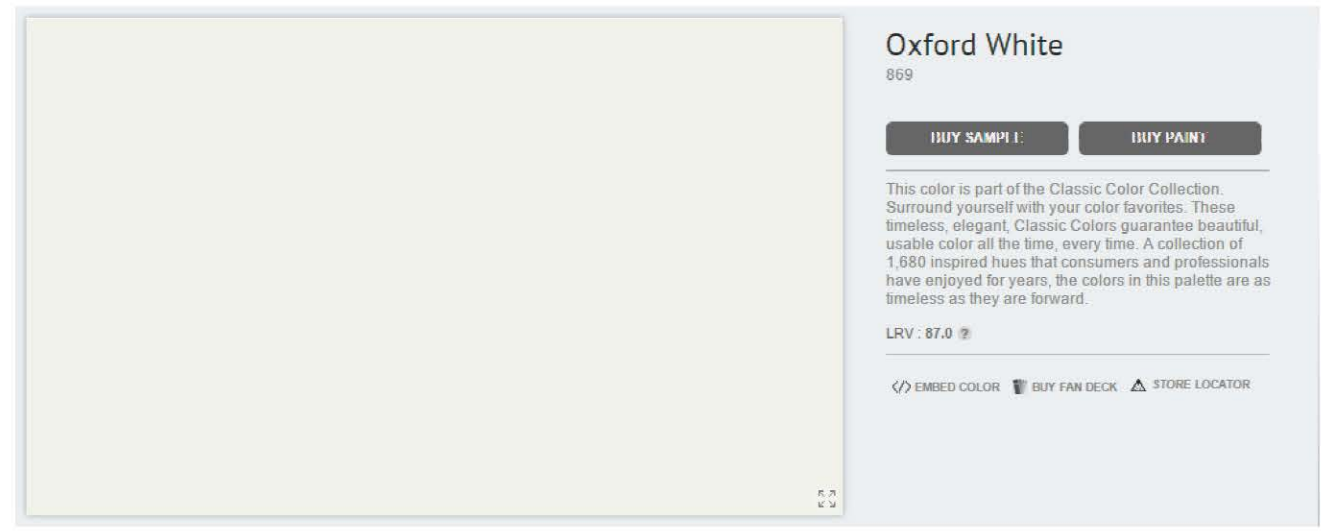 Oxford White
869
BUY SAMPLE
BUY PAINT
This color is part of the Classic Color Collection.
Surround yourself with your color favorites. These
timeless, elegant, Classic Colors guarantee beautiful,
usable color all the time, every time. A collection of
1,680 inspired hues that consumers and professionals
have enjoyed for years, the colors in this palette are as
timeless as they are forward.
LRV : 87.0 ?
</> EMBED COLOR BUY FAN DECK STORE LOCATOR